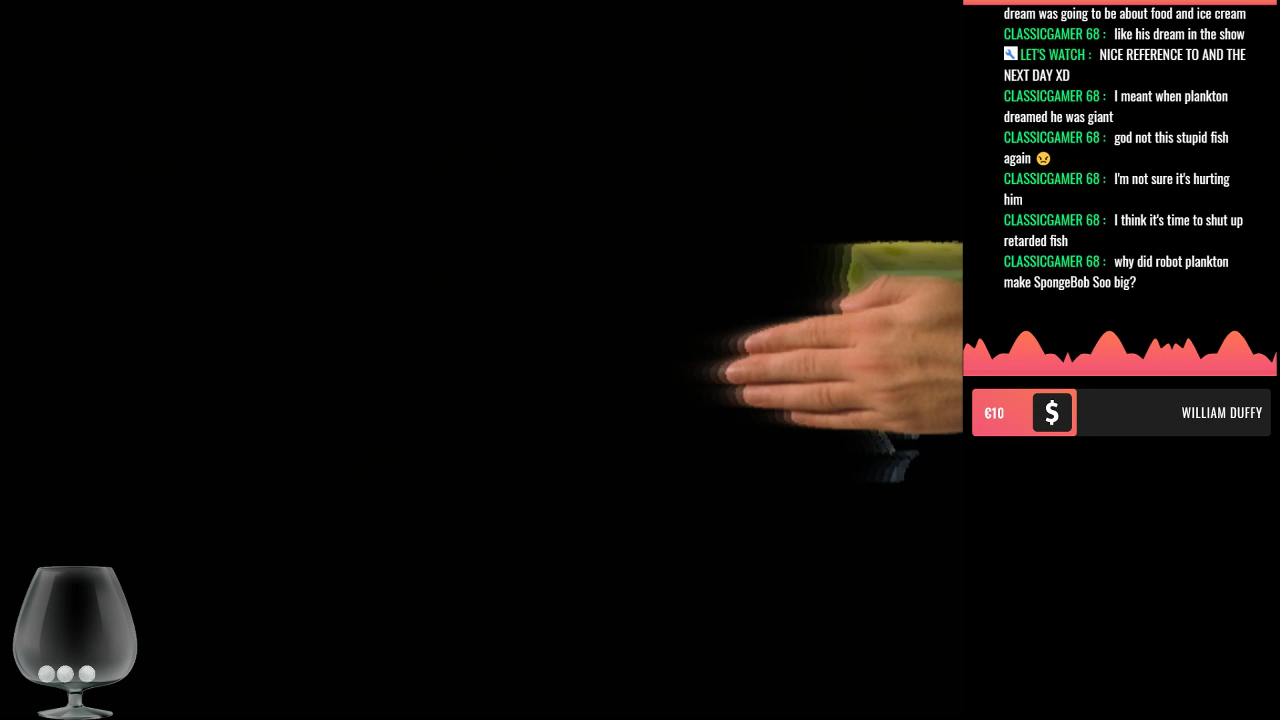 dream was going to be about food and ice cream
CLASSICGAMER 68 : like his dream in the show
LET'S WATCH : NICE REFERENCE TO AND THE
NEXT DAY XD
CLASSICGAMER 68 : I meant when plankton
dreamed he was giant
CLASSICGAMER 68 : god not this stupid fish
again 😠
CLASSICGAMER 68 : I'm not sure it's hurting
him
CLASSICGAMER 68 : I think it's time to shut up
retarded fish
CLASSICGAMER 68 : why did robot plankton
make SpongeBob Soo big?
€10 $ WILLIAM DUFFY